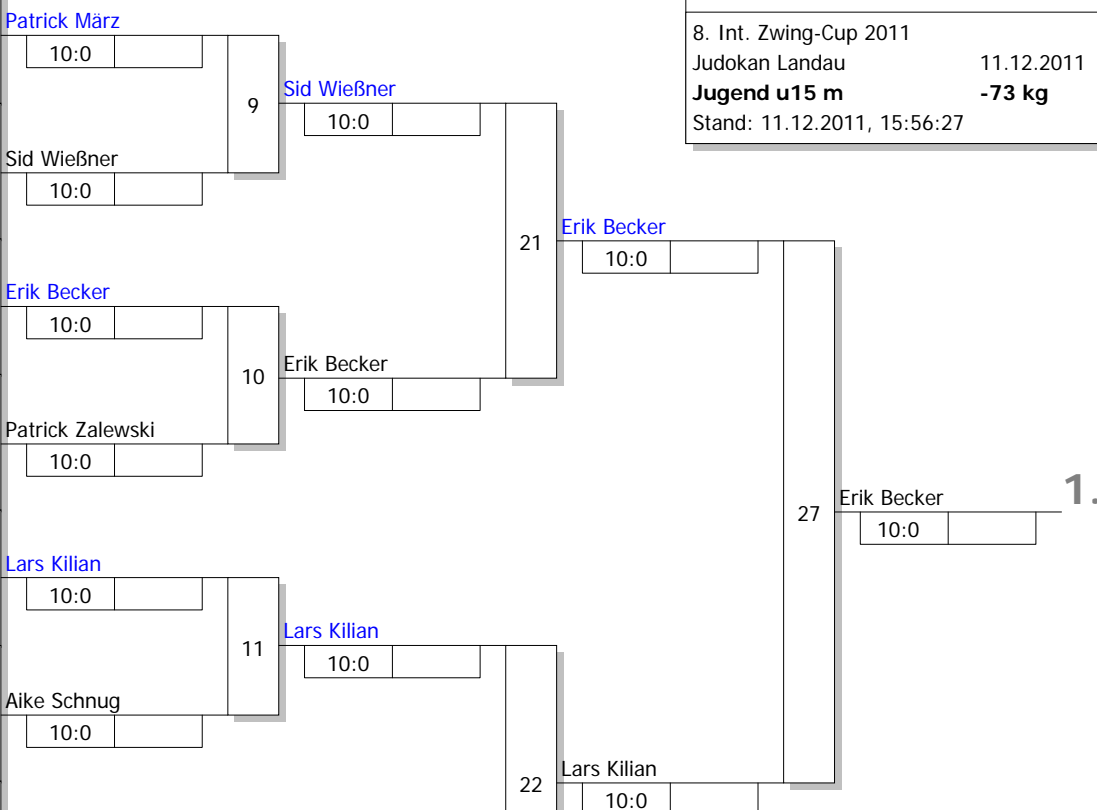 Patrick März
10:0
8. Int. Zwing-Cup 2011
Judokan Landau 11.12.2011
Jugend u15 m -73 kg
Stand: 11.12.2011, 15:56:27
9
Sid Wießner
10:0
Sid Wießner
10:0
21
Erik Becker
10:0
Erik Becker
10:0
10
Erik Becker
10:0
Patrick Zalewski
10:0
27
Erik Becker
10:0
1.
Lars Kilian
10:0
11
Lars Kilian
10:0
Aike Schnug
10:0
22
Lars Kilian
10:0